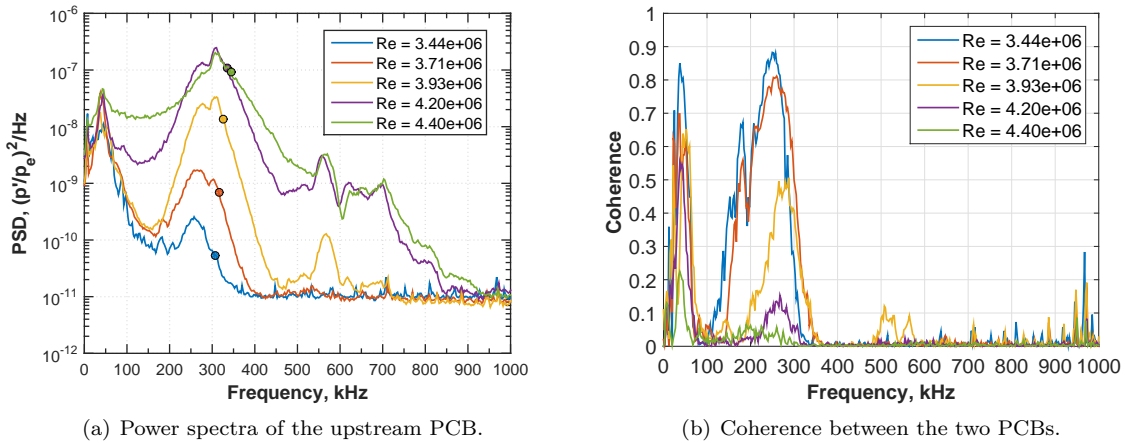 10^-6
10^-7
10^-8
10^-9
10^-10
10^-11
10^-12
PSD, (p'/p_e)^2/Hz
Re = 3.44e+06
Re = 3.71e+06
Re = 3.93e+06
Re = 4.20e+06
Re = 4.40e+06
0 100 200 300 400 500 600 700 800 900 1000
Frequency, kHz
(a) Power spectra of the upstream PCB.
0.9
0.8
0.7
0.6
0.5
0.4
0.3
0.2
0.1
0
Coherence
Re = 3.44e+06
Re = 3.71e+06
Re = 3.93e+06
Re = 4.20e+06
Re = 4.40e+06
0 100 200 300 400 500 600 700 800 900 1000
Frequency, kHz
(b) Coherence between the two PCBs.